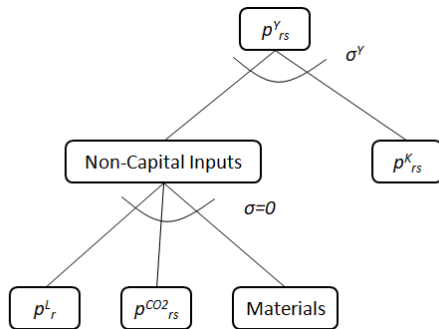 p^Y_rs
σ^Y
Non-Capital Inputs
p^K_rs
σ=0
p^L_r
p^CO2_rs
Materials